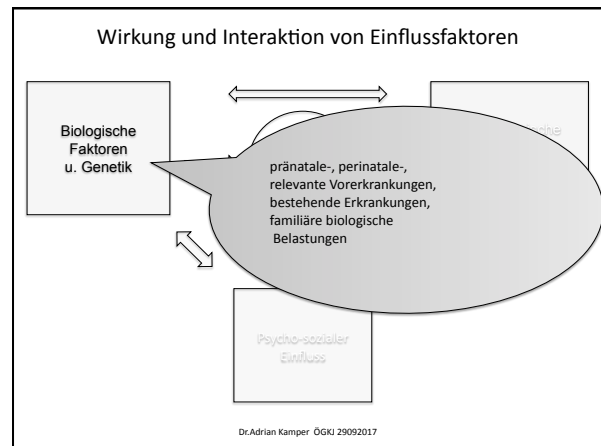 Wirkung und Interaktion von Einflussfaktoren
Biologische
Faktoren
u. Genetik
pränatale-, perinatale-,
relevante Vorerkrankungen,
bestehende Erkrankungen,
familiäre biologische
Belastungen
Psycho-sozialer
Einfluss
Dr.Adrian Kamper ÖGKJ 29092017